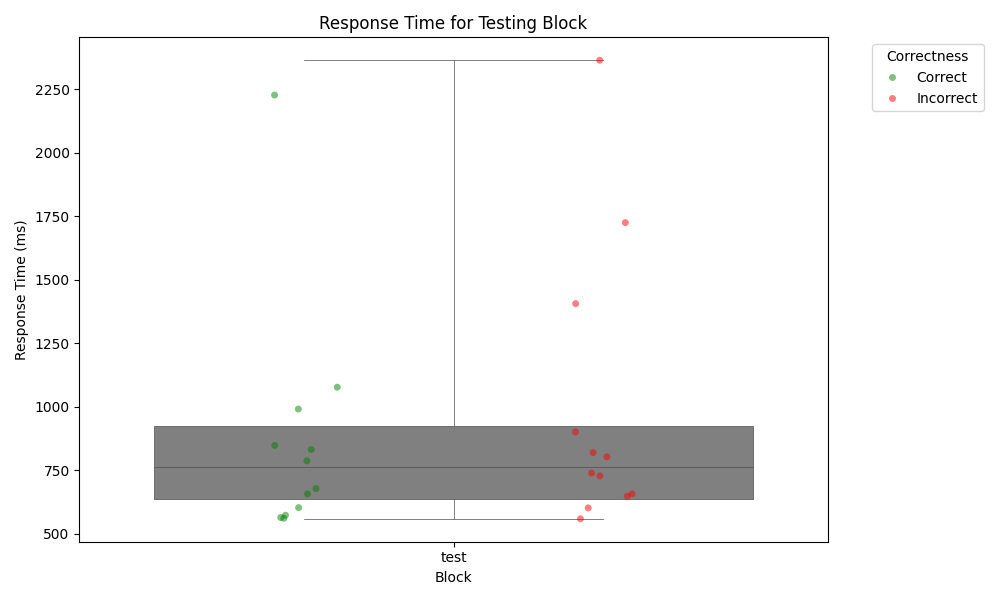 Response Time for Testing Block
Correctness
Correct
Incorrect
Response Time (ms)
2250
2000
1750
1500
1250
1000
750
500
test
Block